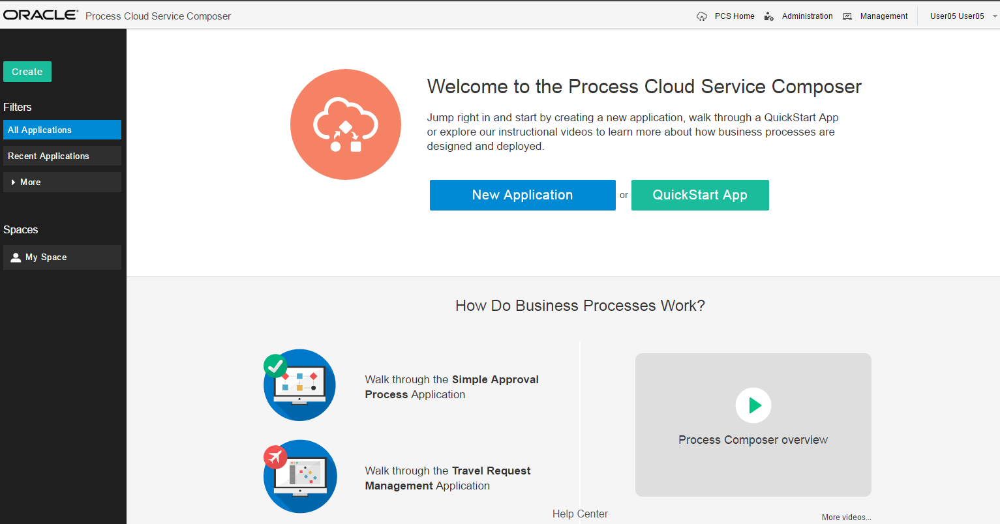 ORACLE® Process Cloud Service Composer
PCS Home
Administration
Management
User05 User05
Create
Filters
All Applications
Recent Applications
More
Spaces
My Space
Welcome to the Process Cloud Service Composer
Jump right in and start by creating a new application, walk through a QuickStart App
or explore our instructional videos to learn more about how business processes are
designed and deployed.
New Application or QuickStart App
How Do Business Processes Work?
Walk through the Simple Approval
Process Application
Walk through the Travel Request
Management Application
Process Composer overview
Help Center
More videos...